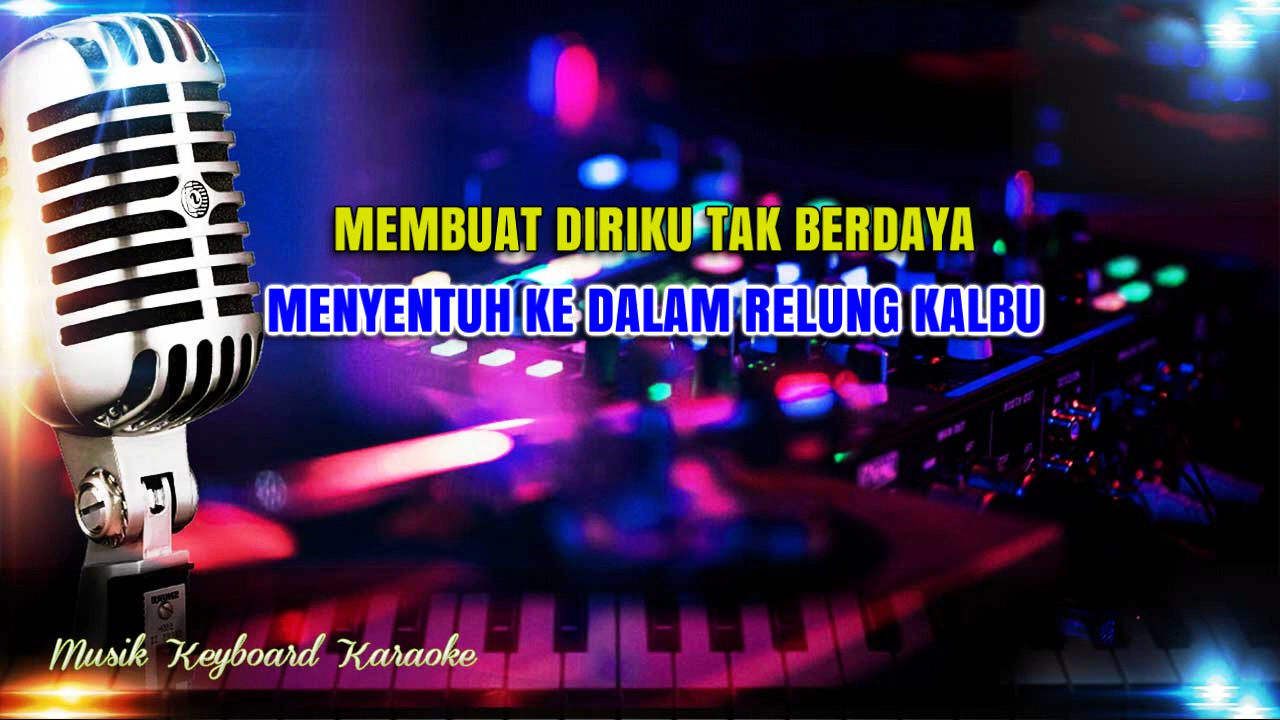 MEMBUAT DIRIKU TAK BERDAYA
MENYENTUH KE DALAM RELUNG KALBU
Musik Keyboard Karaoke